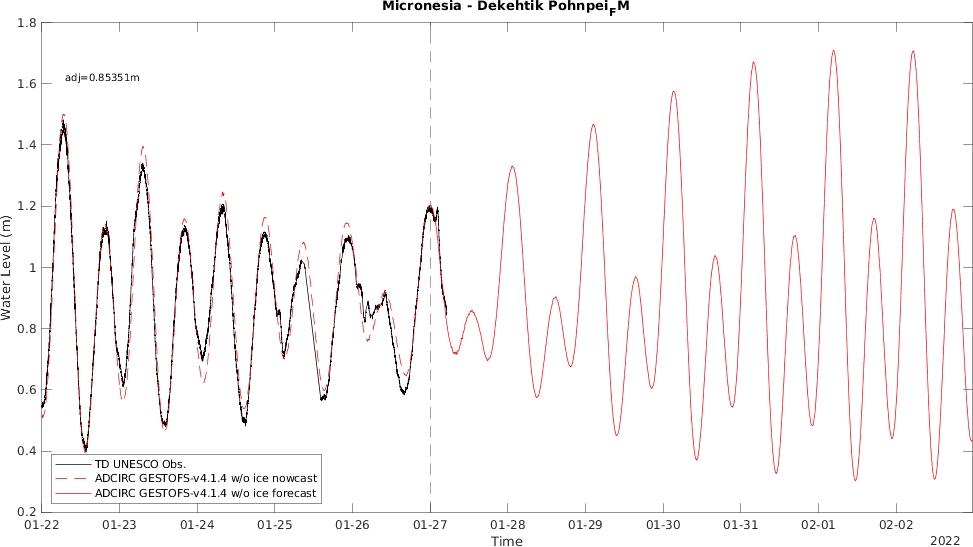 Micronesia - Dekehtik Pohnpei_FM
1.8
adj=0.85351m
1.6
1.4
1.2
1
0.8
0.6
0.4
0.2
Water Level (m)
TD UNESCO Obs.
ADCIRC GESTOFS-v4.1.4 w/o ice nowcast
ADCIRC GESTOFS-v4.1.4 w/o ice forecast
01-22 01-23 01-24 01-25 01-26 01-27 01-28 01-29 01-30 01-31 02-01 02-02
Time
2022